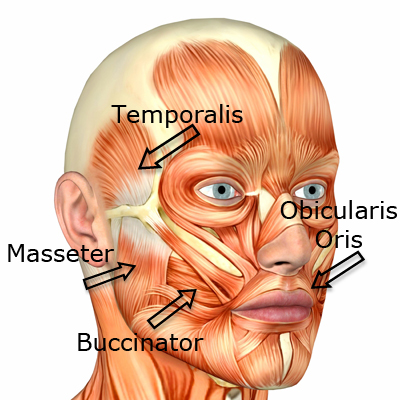 Temporalis
Obicularis
Oris
Masseter
Buccinator